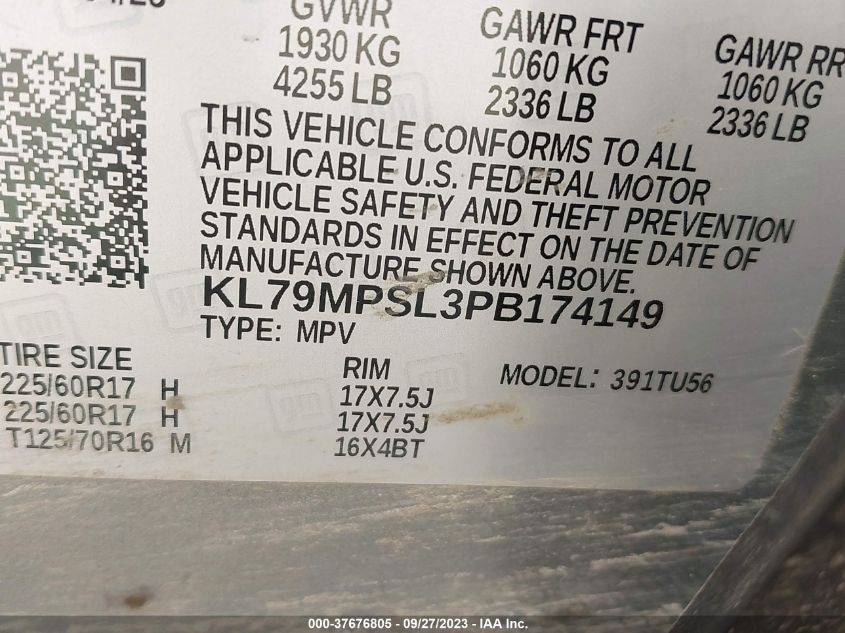 GVWR
1930 KG
4255 LB
GAWR FRT
1060 KG
2336 LB
GAWR RR
1060 KG
2336 LB
THIS VEHICLE CONFORMS TO ALL
APPLICABLE U.S. FEDERAL MOTOR
VEHICLE SAFETY AND THEFT PREVENTION
STANDARDS IN EFFECT ON THE DATE OF
MANUFACTURE SHOWN ABOVE.
KL79MPSL3PB174149
TYPE: MPV
TIRE SIZE
225/60R17 H
225/60R17 H
T125/70R16 M
RIM
17X7.5J
17X7.5J
16X4BT
MODEL: 391TU56
gm
000-37676805 - 09/27/2023 - IAA Inc.